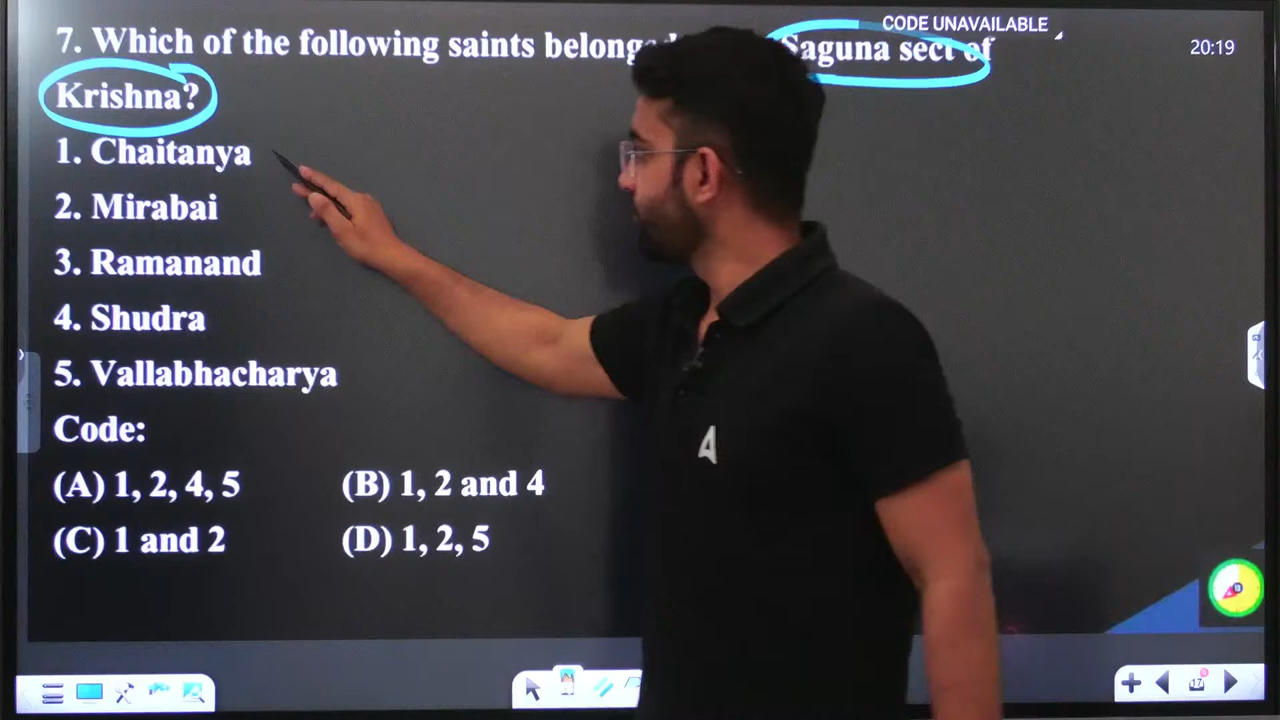 CODE UNAVAILABLE
20:19
7. Which of the following saints Saguna sect of
Krishna?
1. Chaitanya
2. Mirabai
3. Ramanand
4. Shudra
5. Vallabhacharya
Code:
(A) 1, 2, 4, 5 (B) 1, 2 and 4
(C) 1 and 2 (D) 1, 2, 5